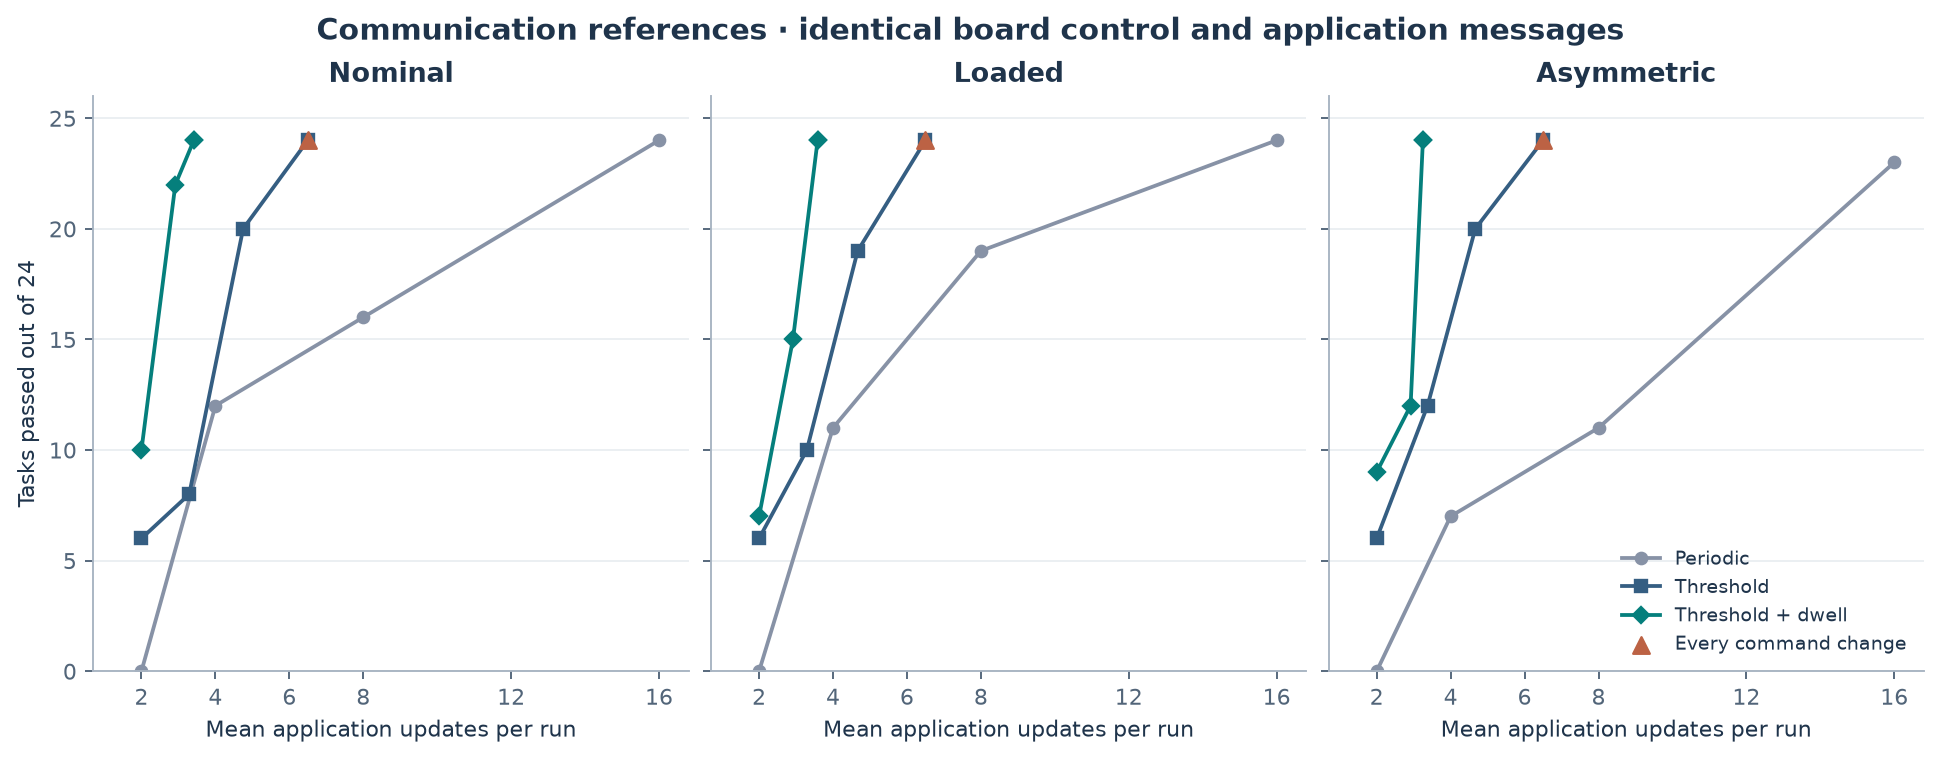 Communication references · identical board control and application messages
Nominal
Loaded
Asymmetric
Tasks passed out of 24
25
20
15
10
5
0
2 4 6 8 12 16
2 4 6 8 12 16
2 4 6 8 12 16
Mean application updates per run
Mean application updates per run
Mean application updates per run
Periodic
Threshold
Threshold + dwell
Every command change